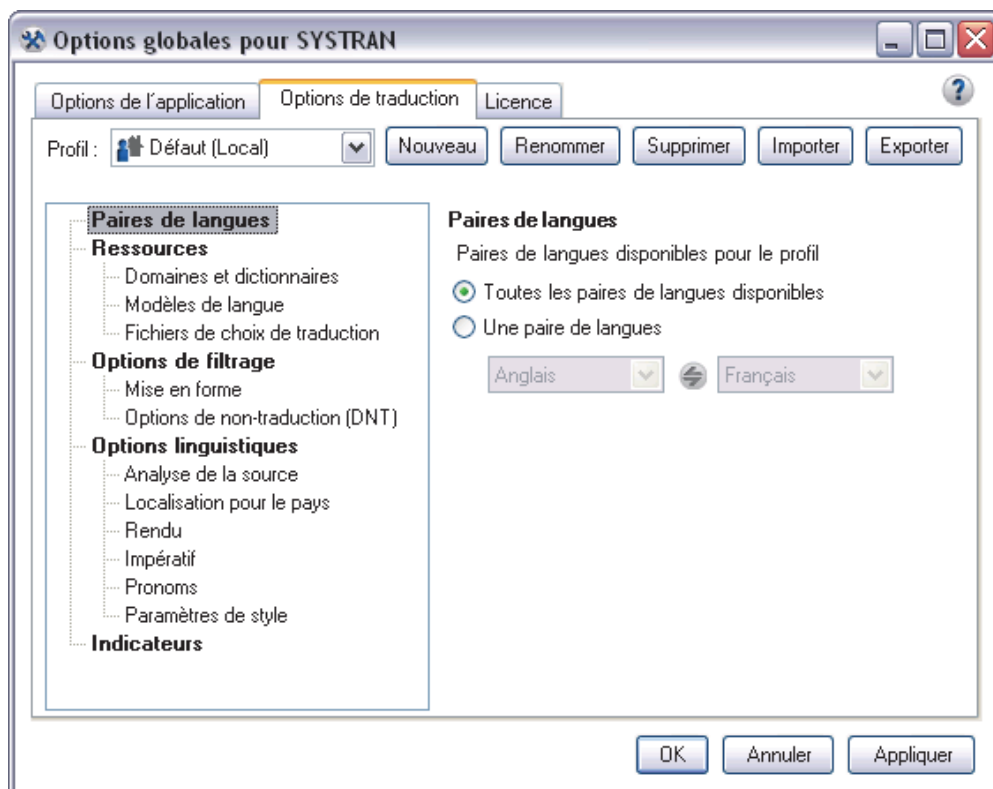 Options globales pour SYSTRAN
Options de l'application Options de traduction Licence
Profil : Défaut (Local) Nouveau Renommer Supprimer Importer Exporter
Paires de langues
Ressources
Domaines et dictionnaires
Modèles de langue
Fichiers de choix de traduction
Options de filtrage
Mise en forme
Options de non-traduction (DNT)
Options linguistiques
Analyse de la source
Localisation pour le pays
Rendu
Impératif
Pronoms
Paramètres de style
Indicateurs
Paires de langues
Paires de langues disponibles pour le profil
Toutes les paires de langues disponibles
Une paire de langues
Anglais Français
OK Annuler Appliquer